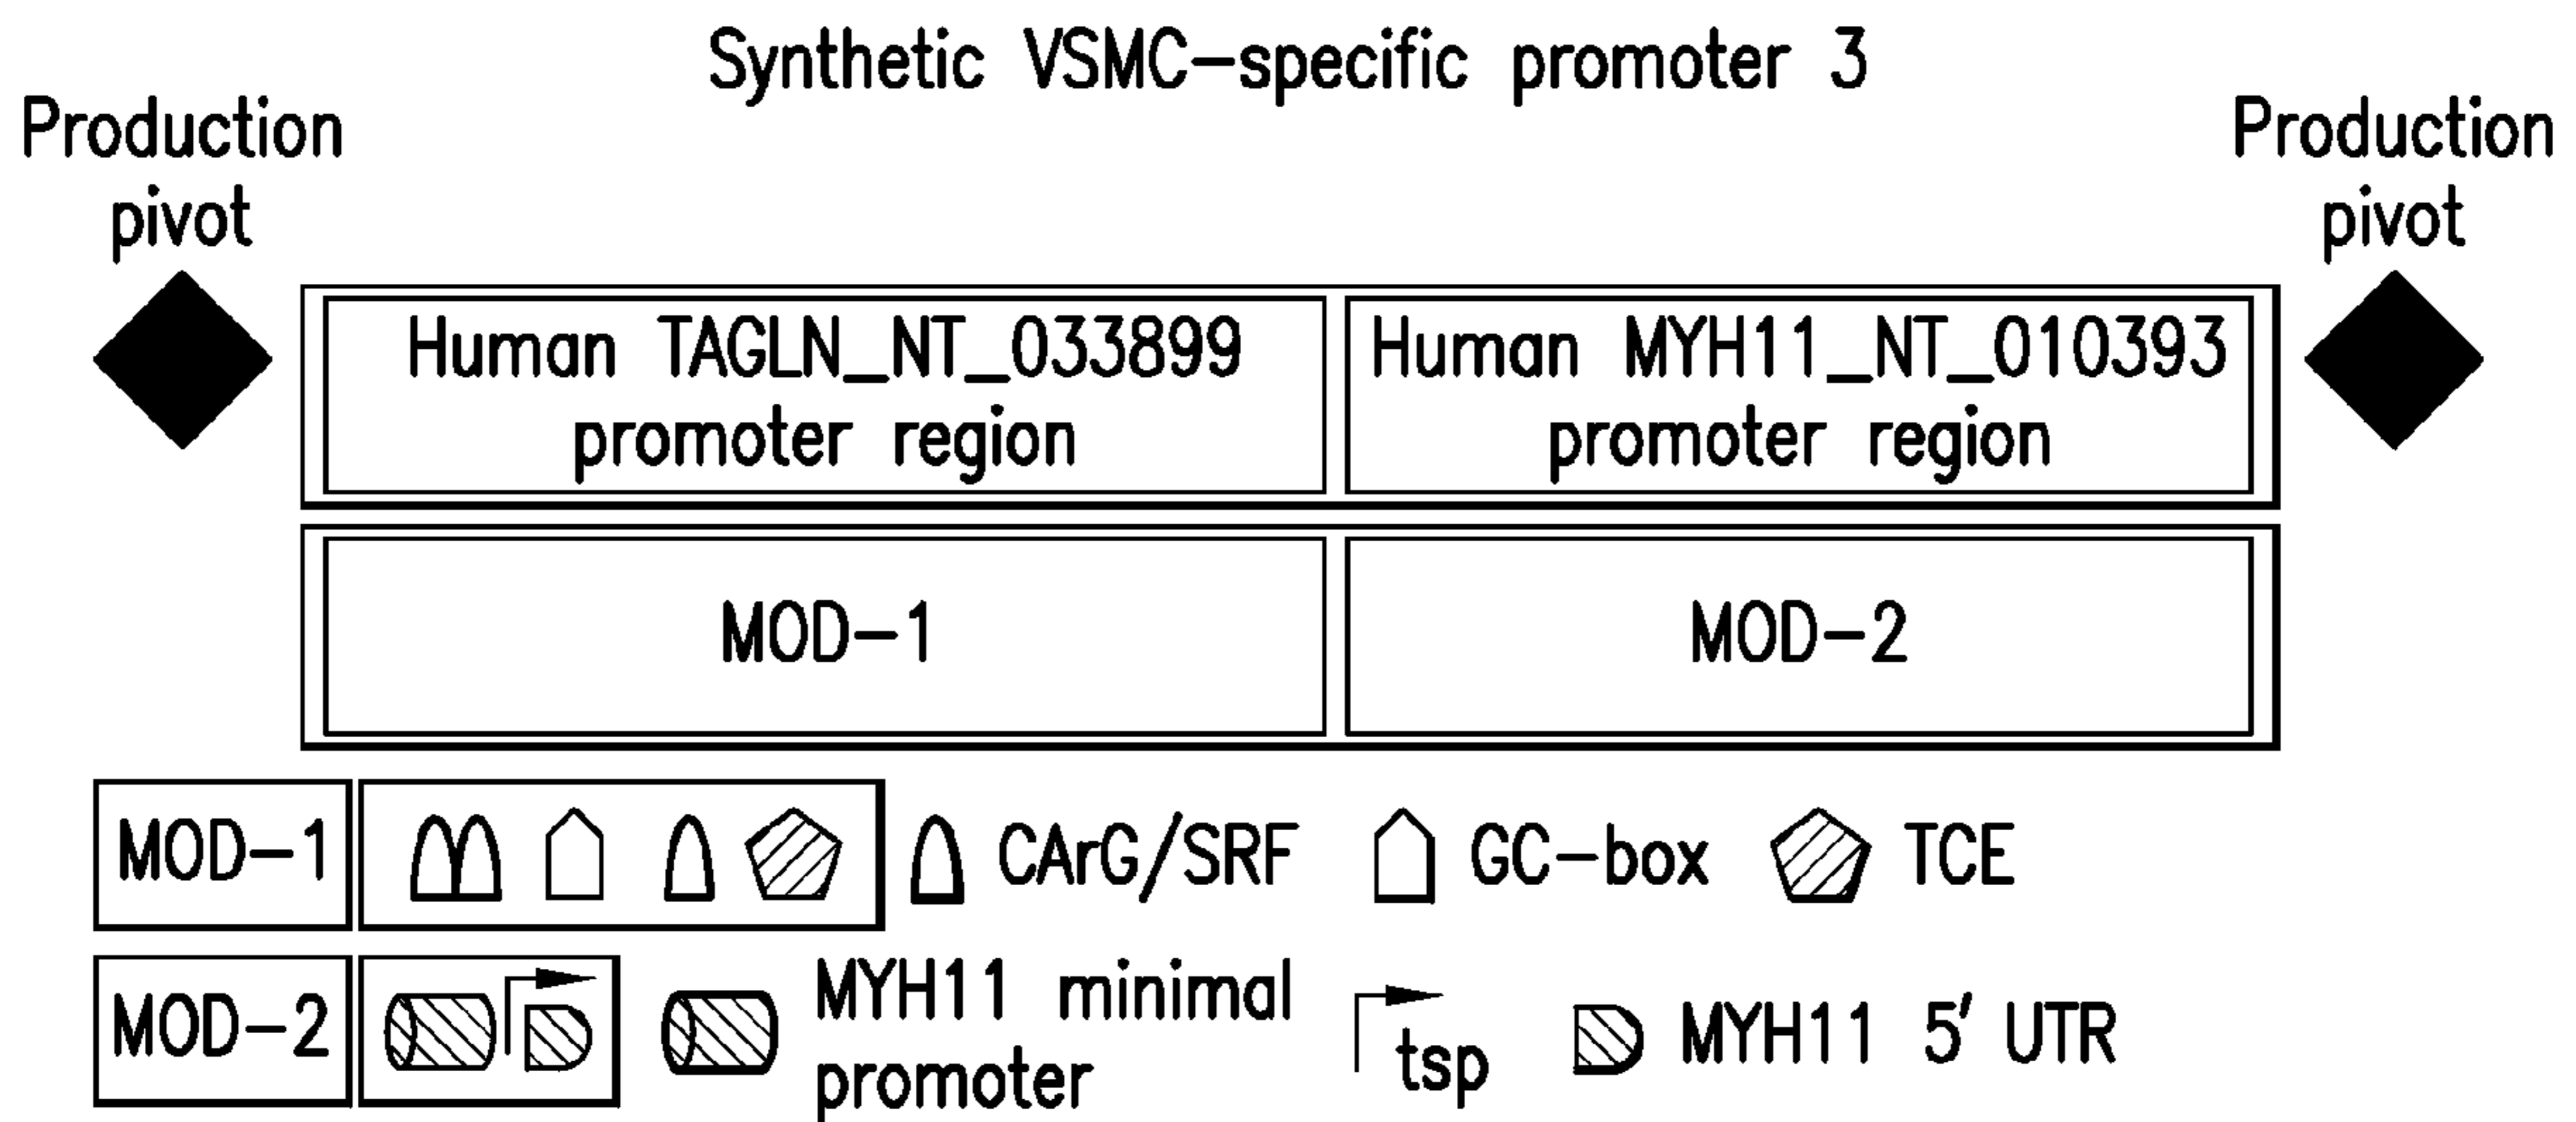 Synthetic VSMC-specific promoter 3
Production
pivot
Production
pivot
Human TAGLN_NT_033899
promoter region
Human MYH11_NT_010393
promoter region
MOD-1
MOD-2
MOD-1
CArG/SRF
GC-box
TCE
MOD-2
MYH11 minimal
promoter
tsp
MYH11 5' UTR